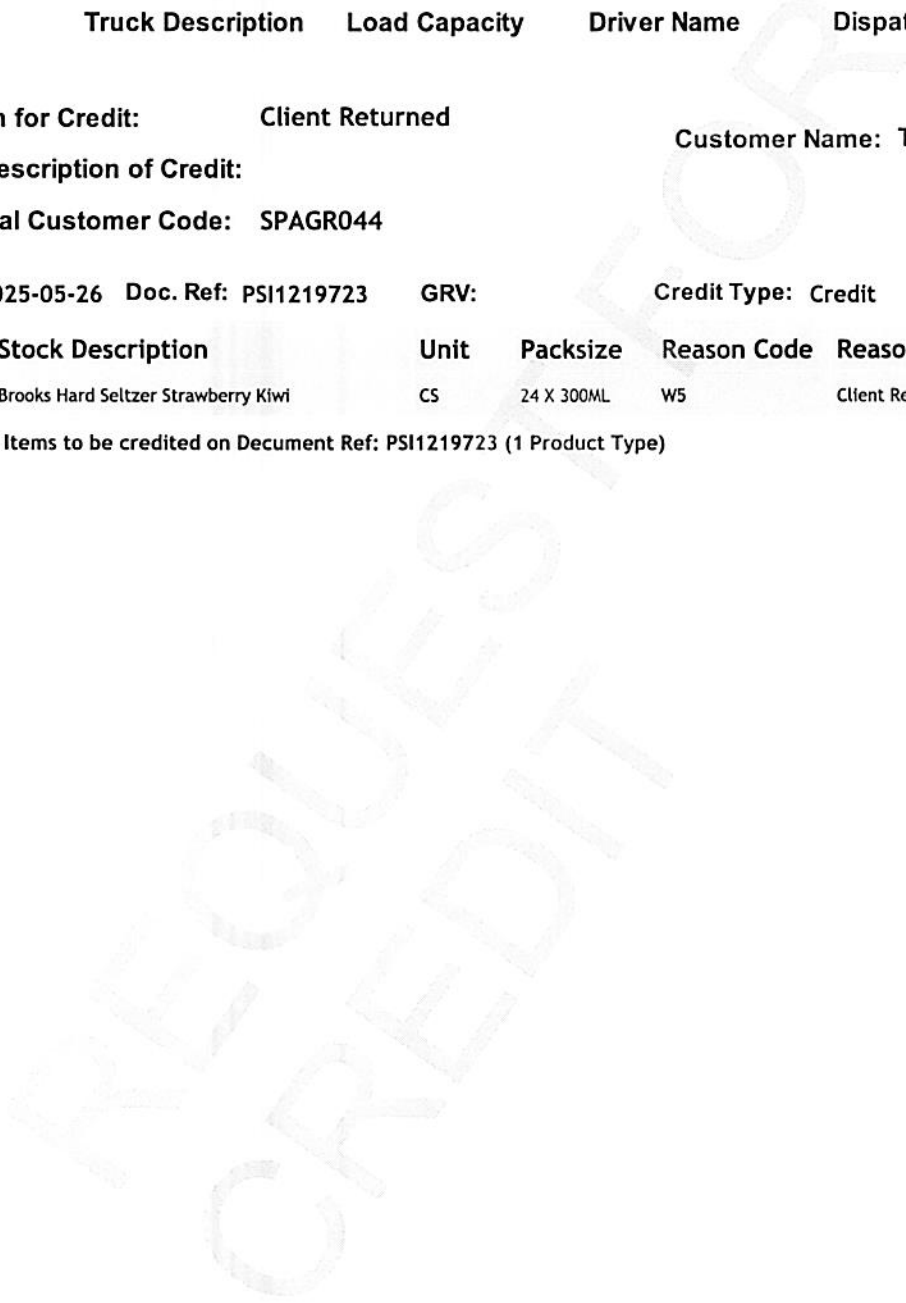 Truck Description Load Capacity Driver Name Dispat
n for Credit: Client Returned
Customer Name: T
escription of Credit:
al Customer Code: SPAGR044
025-05-26 Doc. Ref: PSI1219723 GRV: Credit Type: Credit
Stock Description Unit Packsize Reason Code Reaso
Brooks Hard Seltzer Strawberry Kiwi CS 24 X 300ML W5 Client Re
Items to be credited on Decument Ref: PSI1219723 (1 Product Type)
REQUEST FOR
CREDIT